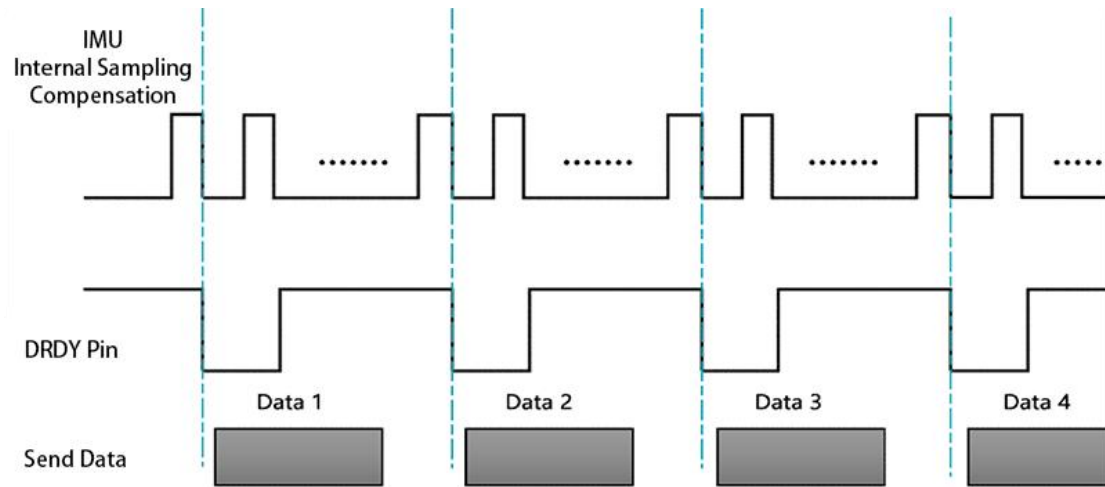 IMU
Internal Sampling
Compensation
.......
.......
.......
.....
DRDY Pin
Data 1
Data 2
Data 3
Data 4
Send Data